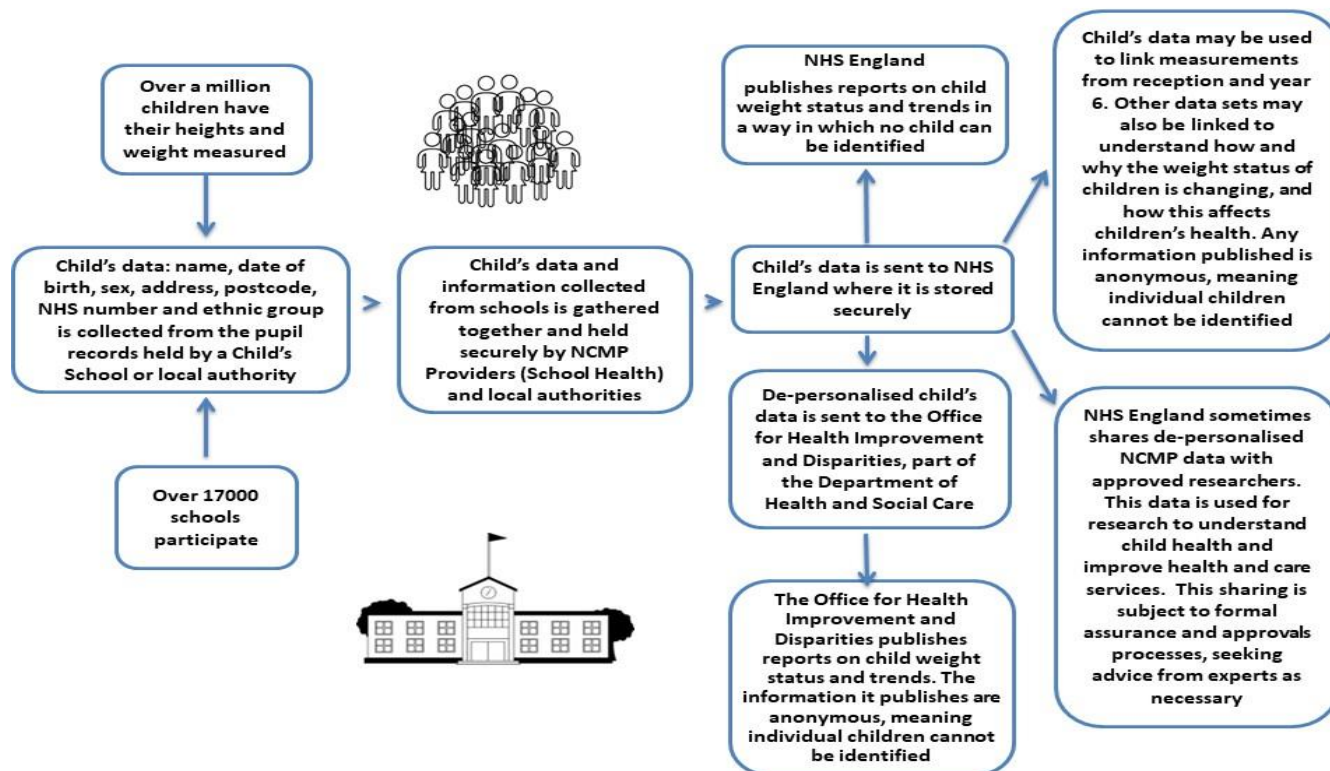 Over a million
children have
their heights and
weight measured
Child's data: name, date of
birth, sex, address, postcode,
NHS number and ethnic group
is collected from the pupil
records held by a Child's
School or local authority
Over 17000
schools
participate
Child's data and
information collected
from schools is gathered
together and held
securely by NCMP
Providers (School Health)
and local authorities
NHS England
publishes reports on child
weight status and trends in
a way in which no child can
be identified
Child's data is sent to NHS
England where it is stored
securely
De-personalised child's
data is sent to the Office
for Health Improvement
and Disparities, part of
the Department of
Health and Social Care
The Office for Health
Improvement and
Disparities publishes
reports on child weight
status and trends. The
information it publishes are
anonymous, meaning
individual children cannot
be identified
Child's data may be used
to link measurements
from reception and year
6. Other data sets may
also be linked to
understand how and
why the weight status of
children is changing, and
how this affects
children's health. Any
information published is
anonymous, meaning
individual children
cannot be identified
NHS England sometimes
shares de-personalised
NCMP data with
approved researchers.
This data is used for
research to understand
child health and
improve health and care
services. This sharing is
subject to formal
assurance and approvals
processes, seeking
advice from experts as
necessary